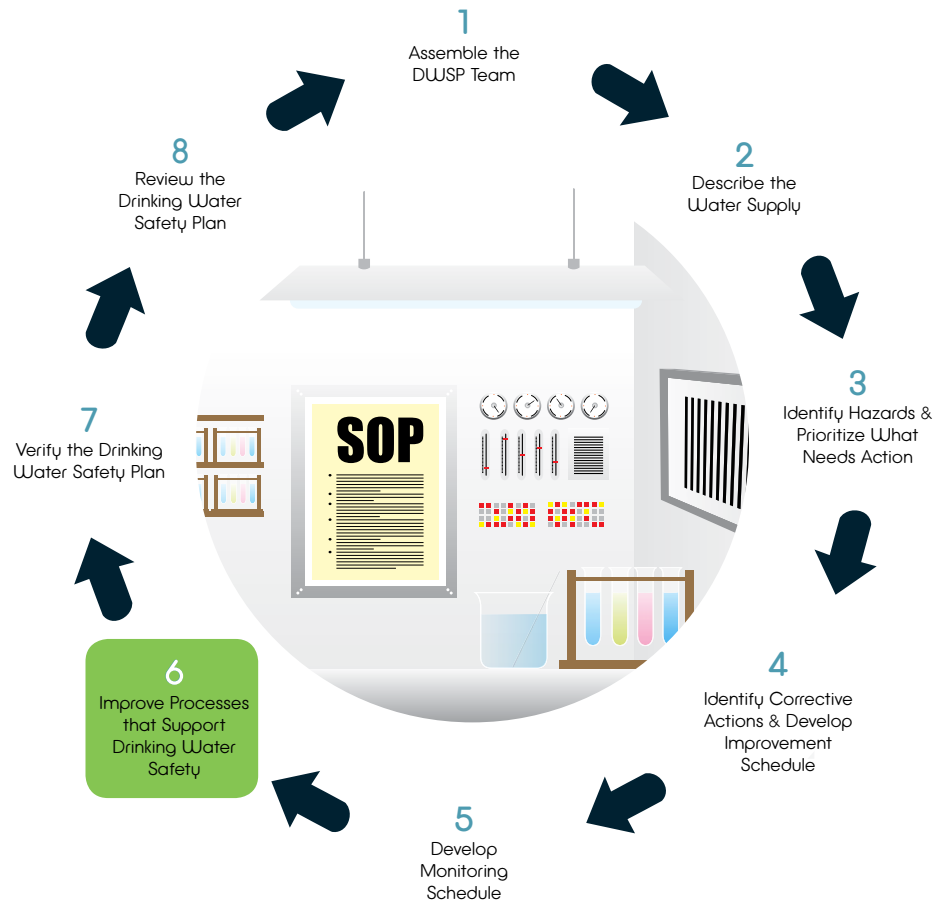 1
Assemble the
DWSP Team
2
Describe the
Water Supply
3
Identify Hazards &
Prioritize What
Needs Action
4
Identify Corrective
Actions & Develop
Improvement
Schedule
5
Develop
Monitoring
Schedule
6
Improve Processes
that Support
Drinking Water
Safety
7
Verify the Drinking
Water Safety Plan
8
Review the
Drinking Water
Safety Plan
SOP